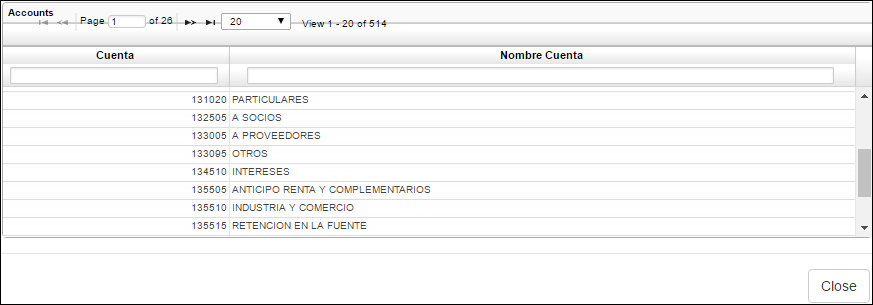 Accounts
Page 1 of 26 20 View 1 - 20 of 514
Cuenta Nombre Cuenta
131020 PARTICULARES
132505 A SOCIOS
133005 A PROVEEDORES
133095 OTROS
134510 INTERESES
135505 ANTICIPO RENTA Y COMPLEMENTARIOS
135510 INDUSTRIA Y COMERCIO
135515 RETENCION EN LA FUENTE
Close